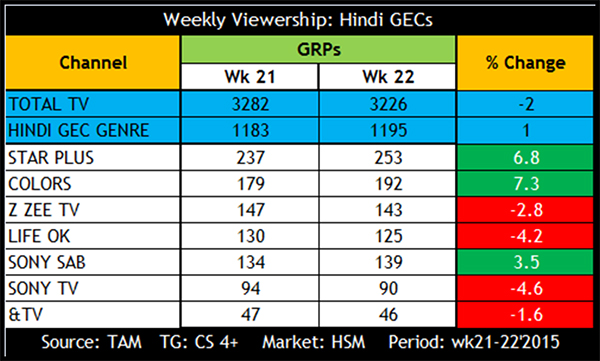 Weekly Viewership: Hindi GECs
Channel GRPs % Change
Wk 21 Wk 22
TOTAL TV 3282 3226 -2
HINDI GEC GENRE 1183 1195 1
STAR PLUS 237 253 6.8
COLORS 179 192 7.3
Z ZEE TV 147 143 -2.8
LIFE OK 130 125 -4.2
SONY SAB 134 139 3.5
SONY TV 94 90 -4.6
&TV 47 46 -1.6
Source: TAM TG: CS 4+ Market: HSM Period: wk21-22'2015